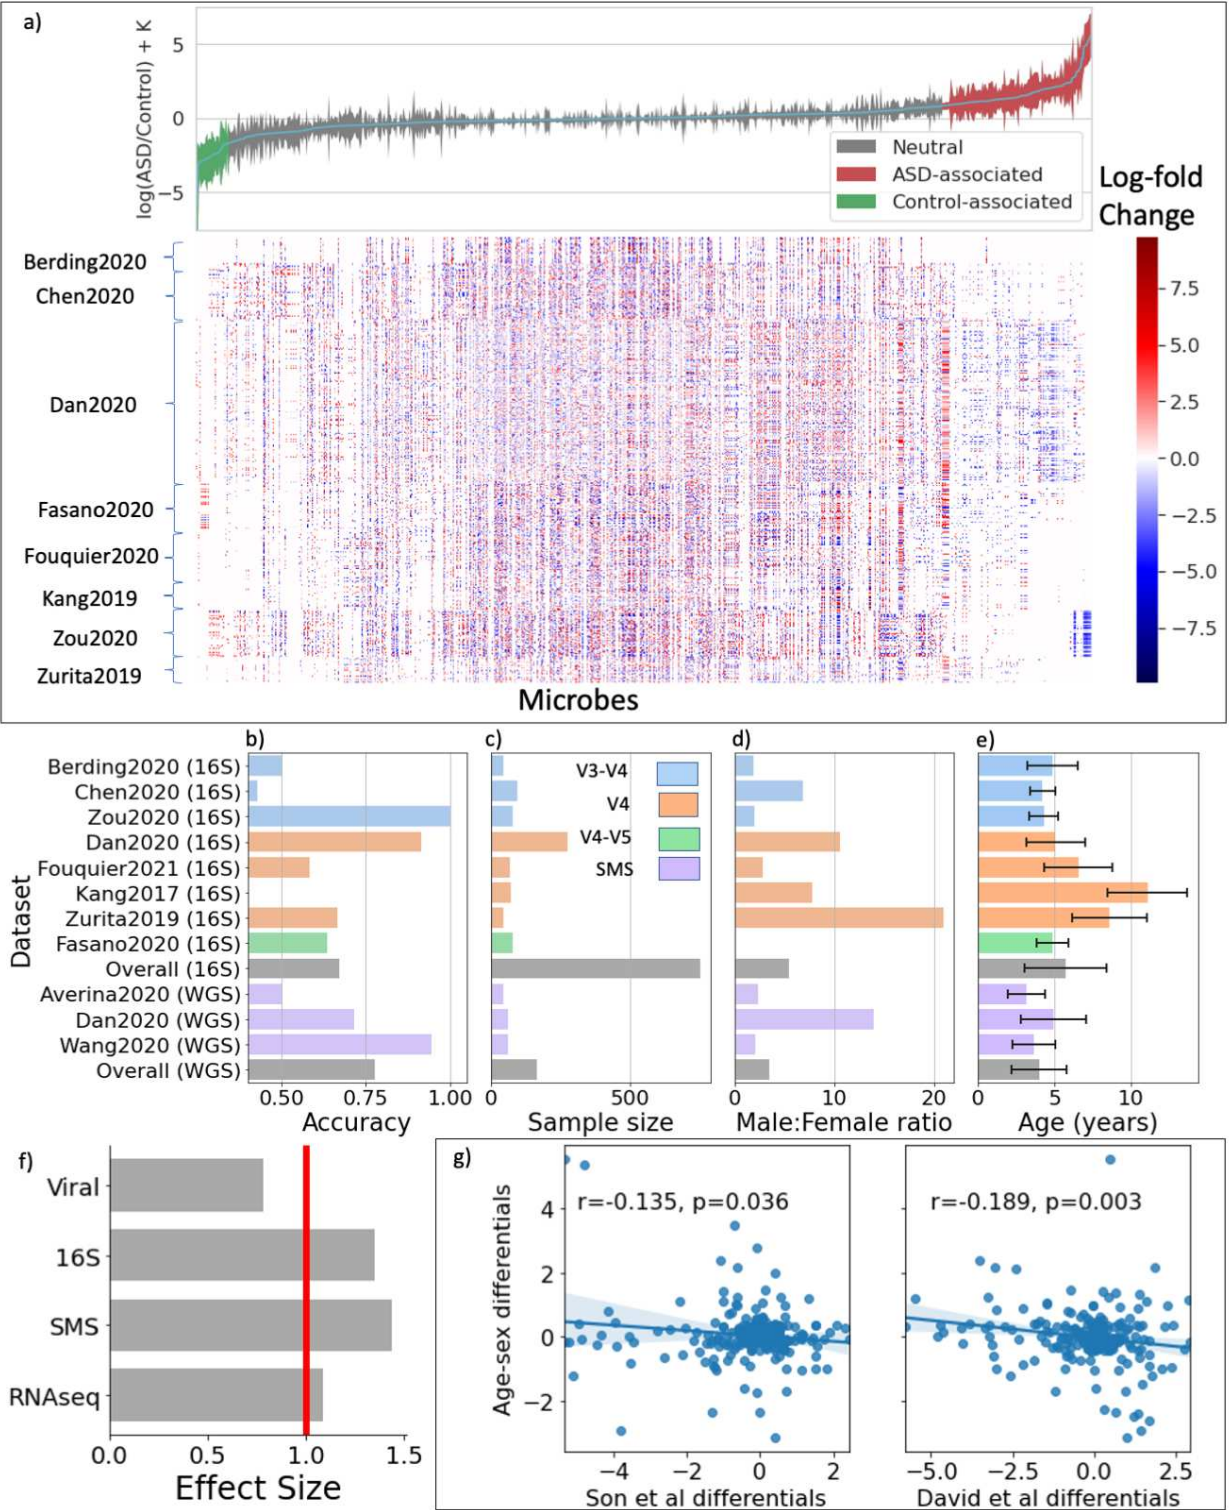 a)
log(ASD/Control) + K
5
0
−5
Neutral
ASD-associated
Control-associated
Log-fold
Change
7.5
5.0
2.5
0.0
−2.5
−5.0
−7.5
Berding2020
Chen2020
Dan2020
Fasano2020
Fouquier2020
Kang2019
Zou2020
Zurita2019
Microbes
b)
c)
d)
e)
Dataset
Berding2020 (16S)
Chen2020 (16S)
Zou2020 (16S)
Dan2020 (16S)
Fouquier2021 (16S)
Kang2017 (16S)
Zurita2019 (16S)
Fasano2020 (16S)
Overall (16S)
Averina2020 (WGS)
Dan2020 (WGS)
Wang2020 (WGS)
Overall (WGS)
V3-V4
V4
V4-V5
SMS
0.50 0.75 1.00
Accuracy
0 500
Sample size
0 10 20
Male:Female ratio
0 5 10
Age (years)
f)
Viral
16S
SMS
RNAseq
0.0 0.5 1.0 1.5
Effect Size
g)
Age-sex differentials
4
2
0
−2
r=-0.135, p=0.036
−4 −2 0 2
Son et al differentials
r=-0.189, p=0.003
−5.0 −2.5 0.0 2.5
David et al differentials